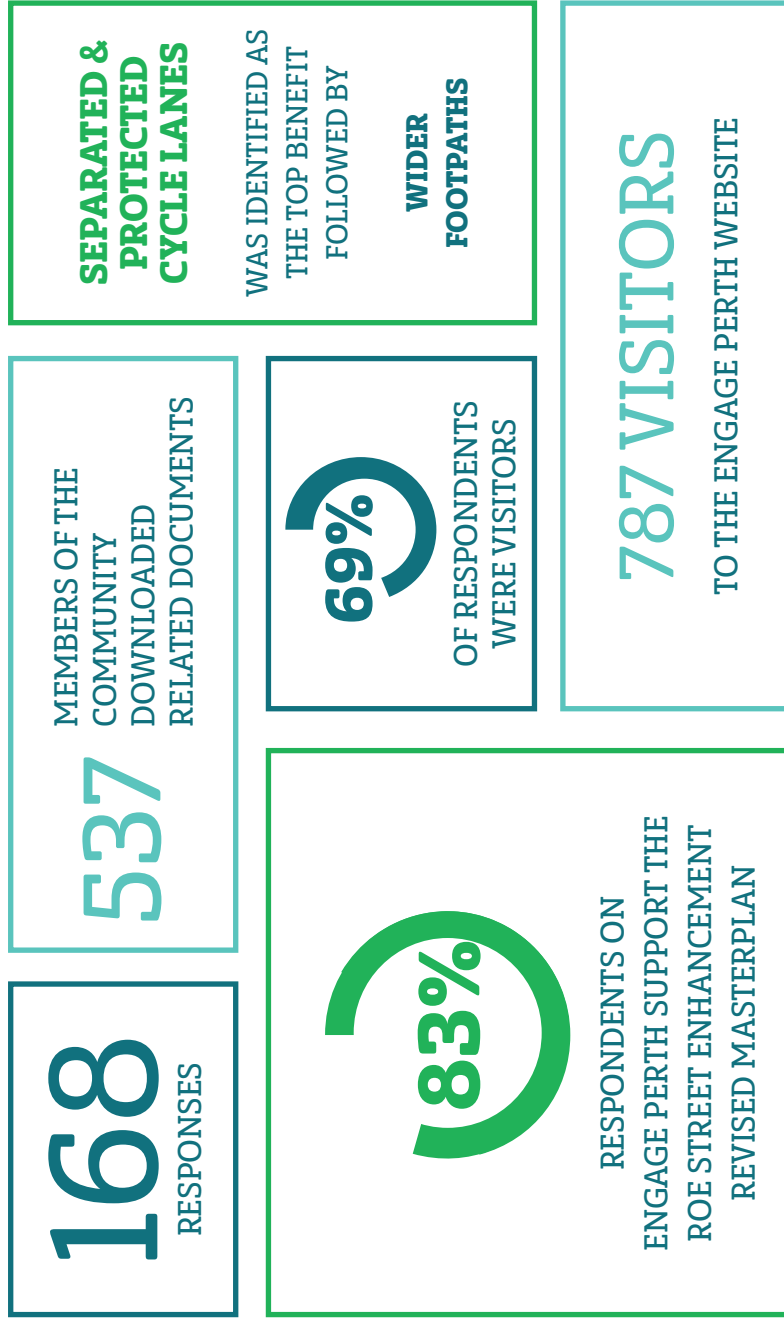 168
RESPONSES
537
MEMBERS OF THE
COMMUNITY
DOWNLOADED
RELATED DOCUMENTS
SEPARATED &
PROTECTED
CYCLE LANES
WAS IDENTIFIED AS
THE TOP BENEFIT
FOLLOWED BY
WIDER
FOOTPATHS
83%
RESPONDENTS ON
ENGAGE PERTH SUPPORT THE
ROE STREET ENHANCEMENT
REVISED MASTERPLAN
69%
OF RESPONDENTS
WERE VISITORS
787 VISITORS
TO THE ENGAGE PERTH WEBSITE